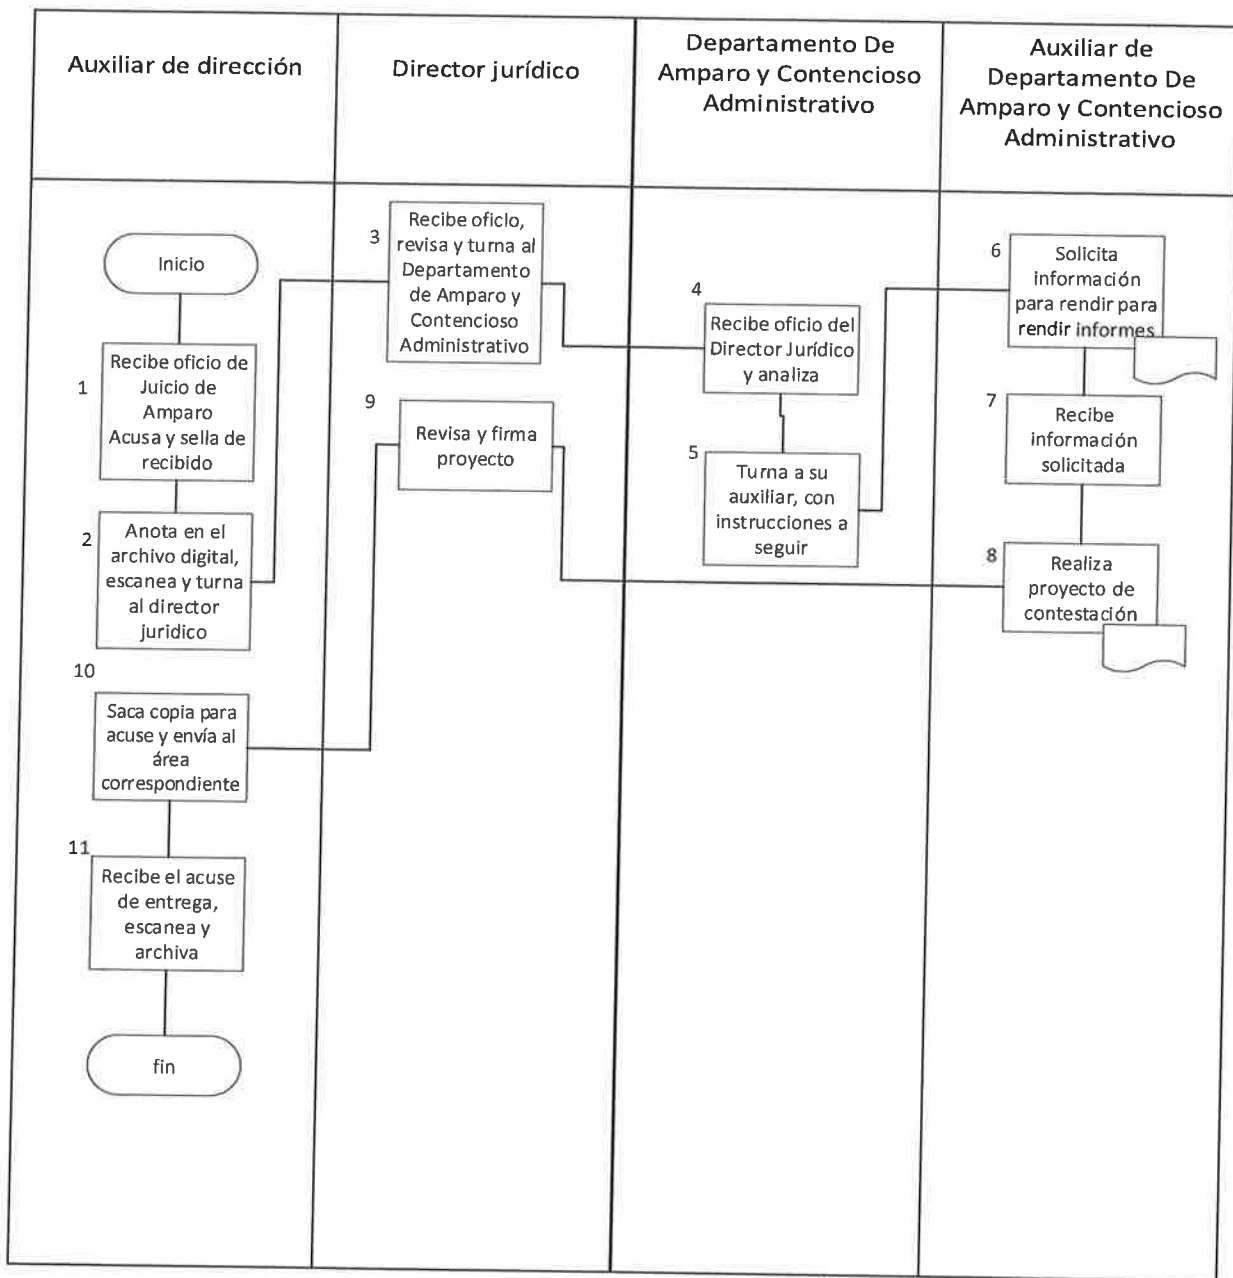 Auxiliar de dirección
Director jurídico
Departamento De
Amparo y Contencioso
Administrativo
Auxiliar de
Departamento De
Amparo y Contencioso
Administrativo
Inicio
1
Recibe oficio de
Juicio de
Amparo
Acusa y sella de
recibido
2
Anota en el
archivo digital,
escanea y turna
al director
juridico
3
Recibe oficio,
revisa y turna al
Departamento
de Amparo y
Contencioso
Administrativo
4
Recibe oficio del
Director Jurídico
y analiza
5
Turna a su
auxiliar, con
instrucciones a
seguir
6
Solicita
información
para rendir para
rendir informes
7
Recibe
información
solicitada
8
Realiza
proyecto de
contestación
9
Revisa y firma
proyecto
10
Saca copia para
acuse y envía al
área
correspondiente
11
Recibe el acuse
de entrega,
escanea y
archiva
fin